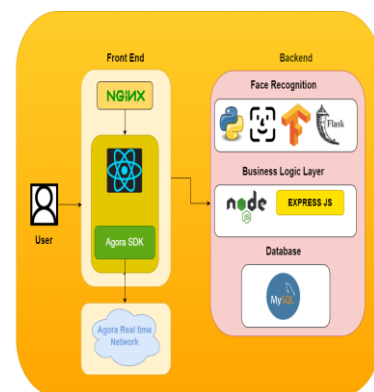 Front End
NGINX
Agora SDK
User
Agora Real time
Network
Backend
Face Recognition
Flask
Business Logic Layer
node
JS
EXPRESS JS
Database
MySQL